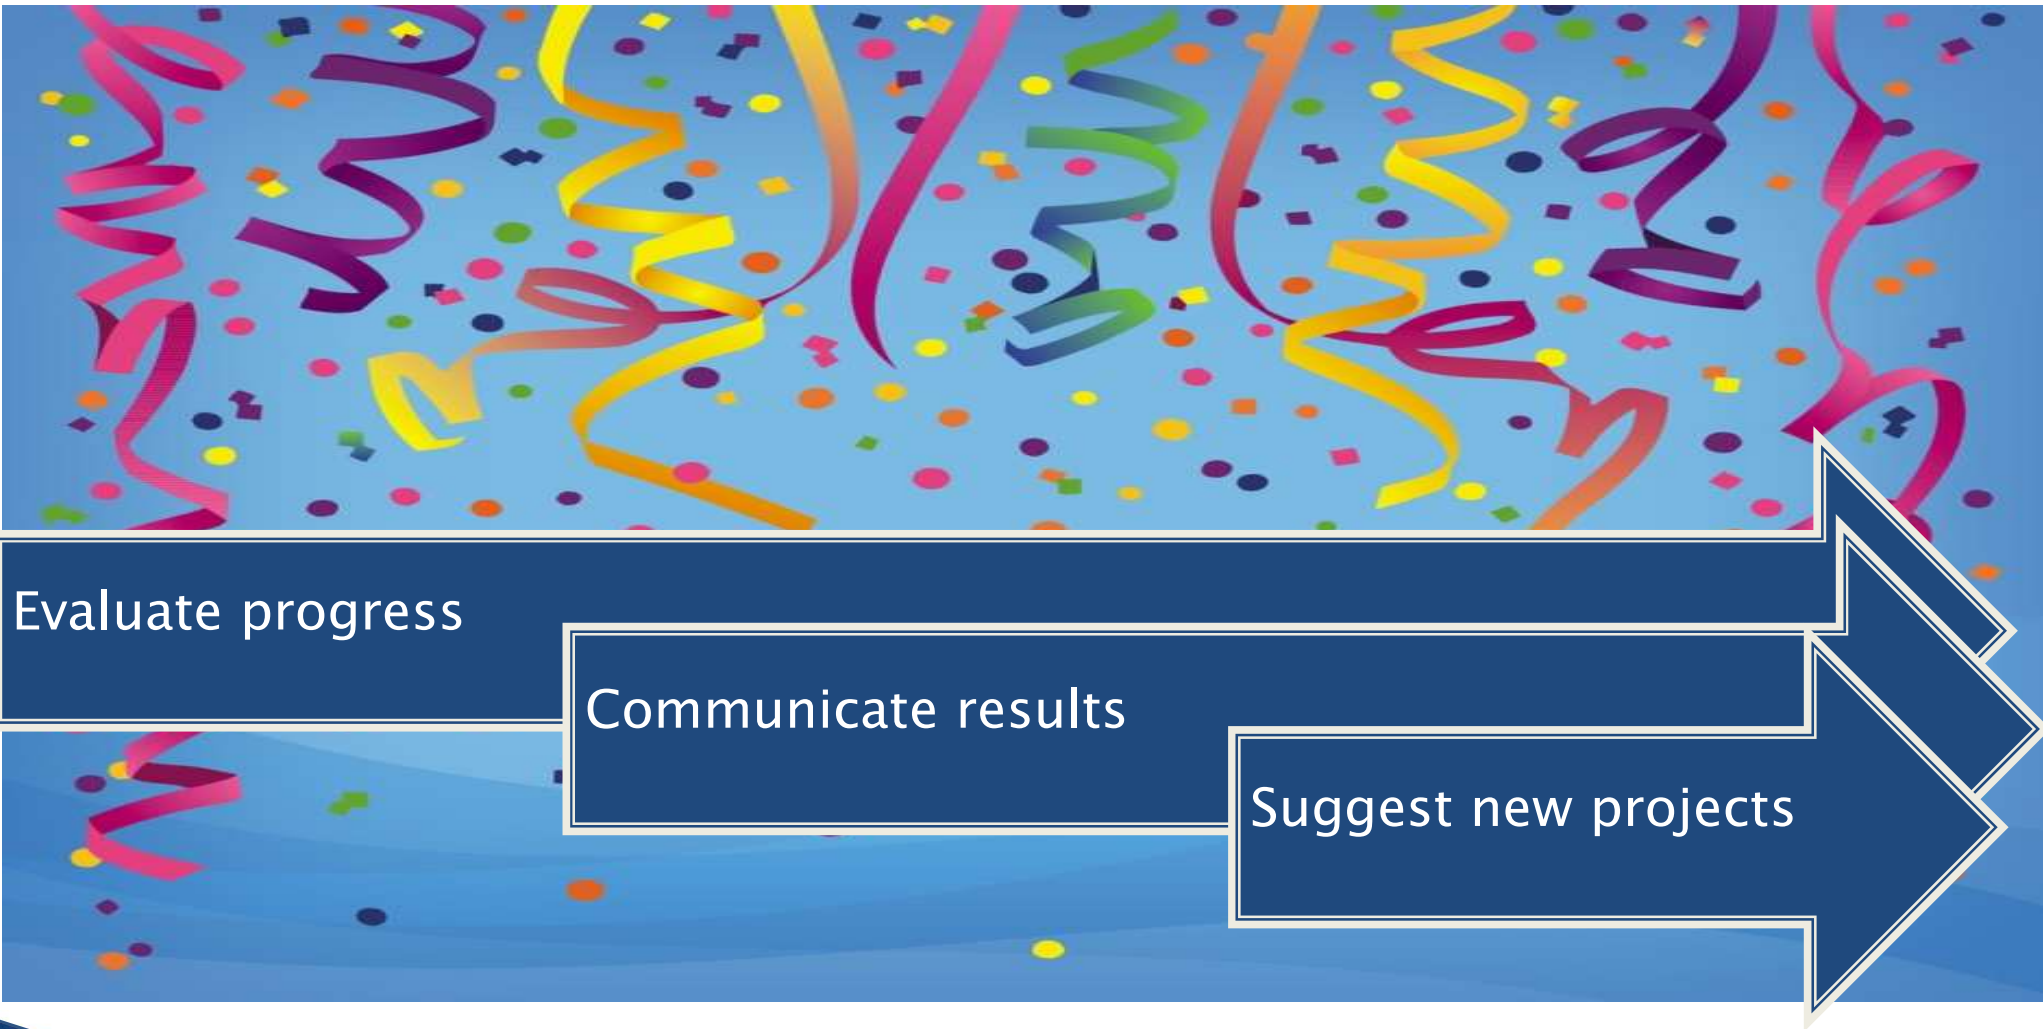 Evaluate progress
Communicate results
Suggest new projects